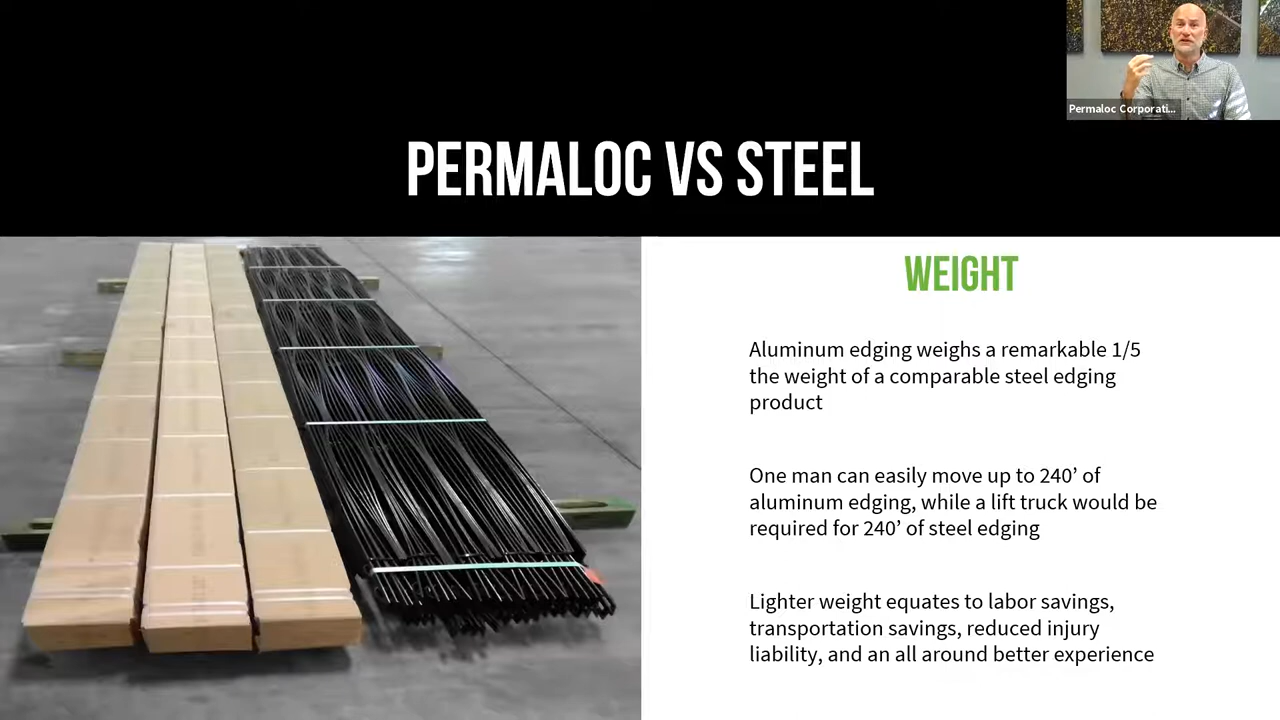 Permaloc Corporati...
PERMALOC VS STEEL
WEIGHT
Aluminum edging weighs a remarkable 1/5
the weight of a comparable steel edging
product
One man can easily move up to 240’ of
aluminum edging, while a lift truck would be
required for 240’ of steel edging
Lighter weight equates to labor savings,
transportation savings, reduced injury
liability, and an all around better experience